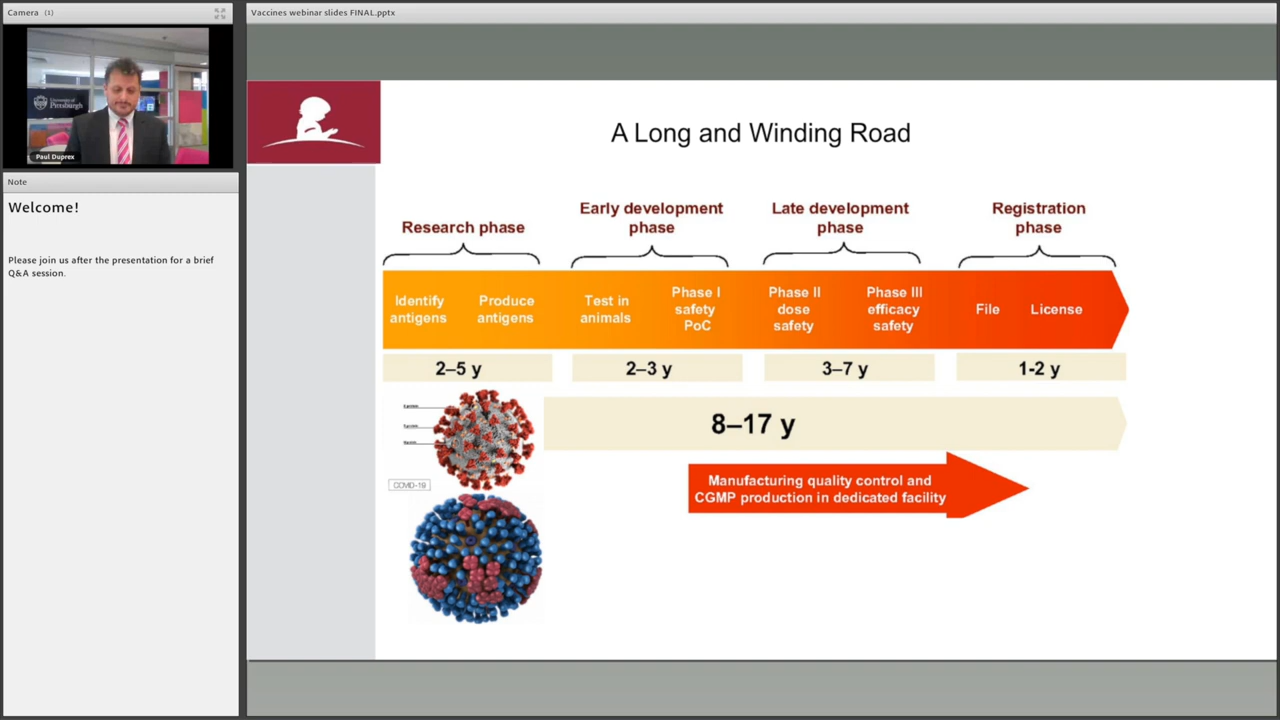 Camera (1)
Vaccines webinar slides FINAL.pptx
University of
Pittsburgh
Paul Duprex
Note
Welcome!
Please join us after the presentation for a brief
Q&A session.
A Long and Winding Road
Research phase
Early development
phase
Late development
phase
Registration
phase
Identify
antigens
Produce
antigens
Test in
animals
Phase I
safety
PoC
Phase II
dose
safety
Phase III
efficacy
safety
File
License
2–5 y
2–3 y
3–7 y
1-2 y
8–17 y
COVID-19
Manufacturing quality control and
CGMP production in dedicated facility